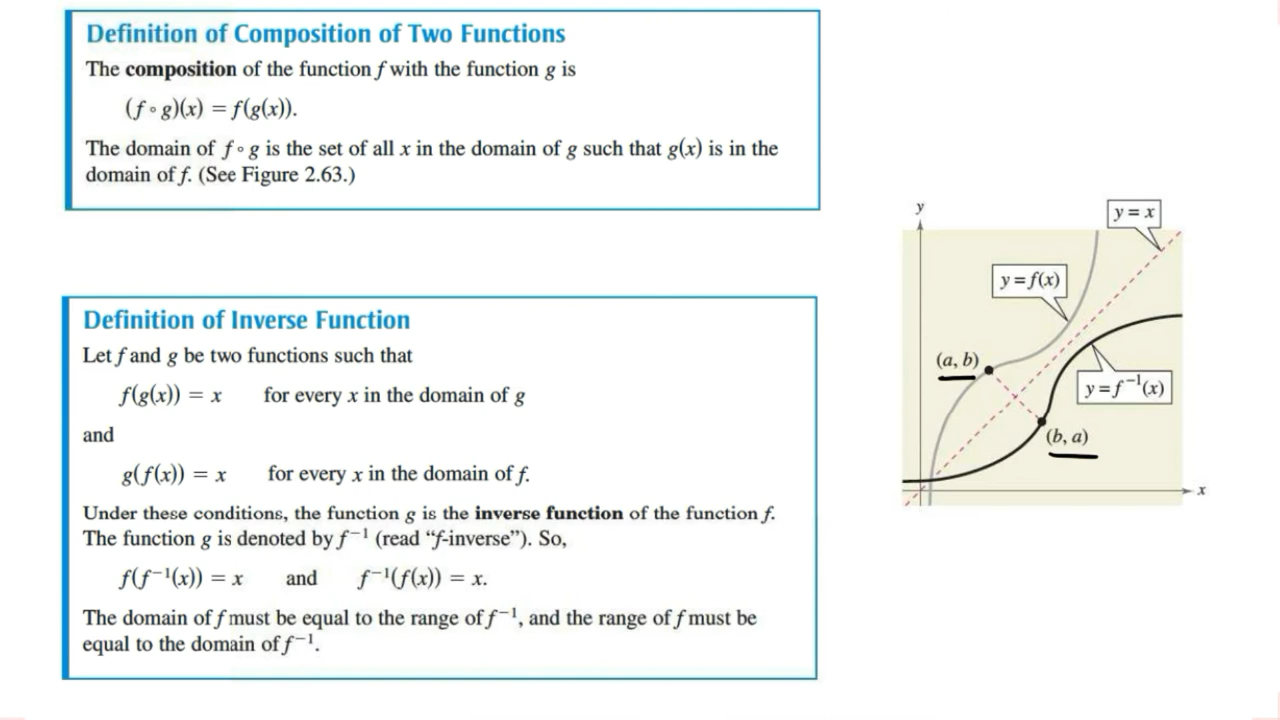 Definition of Composition of Two Functions
The composition of the function f with the function g is
(f ∘ g)(x) = f(g(x)).
The domain of f ∘ g is the set of all x in the domain of g such that g(x) is in the
domain of f. (See Figure 2.63.)
Definition of Inverse Function
Let f and g be two functions such that
f(g(x)) = x for every x in the domain of g
and
g(f(x)) = x for every x in the domain of f.
Under these conditions, the function g is the inverse function of the function f.
The function g is denoted by f⁻¹ (read “f-inverse”). So,
f(f⁻¹(x)) = x and f⁻¹(f(x)) = x.
The domain of f must be equal to the range of f⁻¹, and the range of f must be
equal to the domain of f⁻¹.
y
y = x
y = f(x)
(a, b)
y = f⁻¹(x)
(b, a)
x